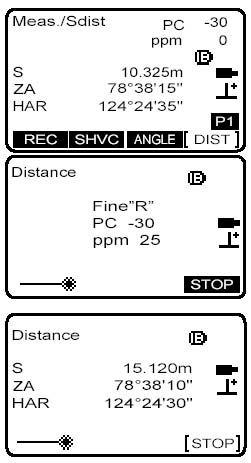 Meas./Sdist PC -30
ppm 0
S 10.325m
ZA 78°38'15"
HAR 124°24'35"
P1
REC SHVC ANGLE [ DIST ]
Distance
Fine"R"
PC -30
ppm 25
STOP
Distance
S 15.120m
ZA 78°38'10"
HAR 124°24'30"
[STOP]